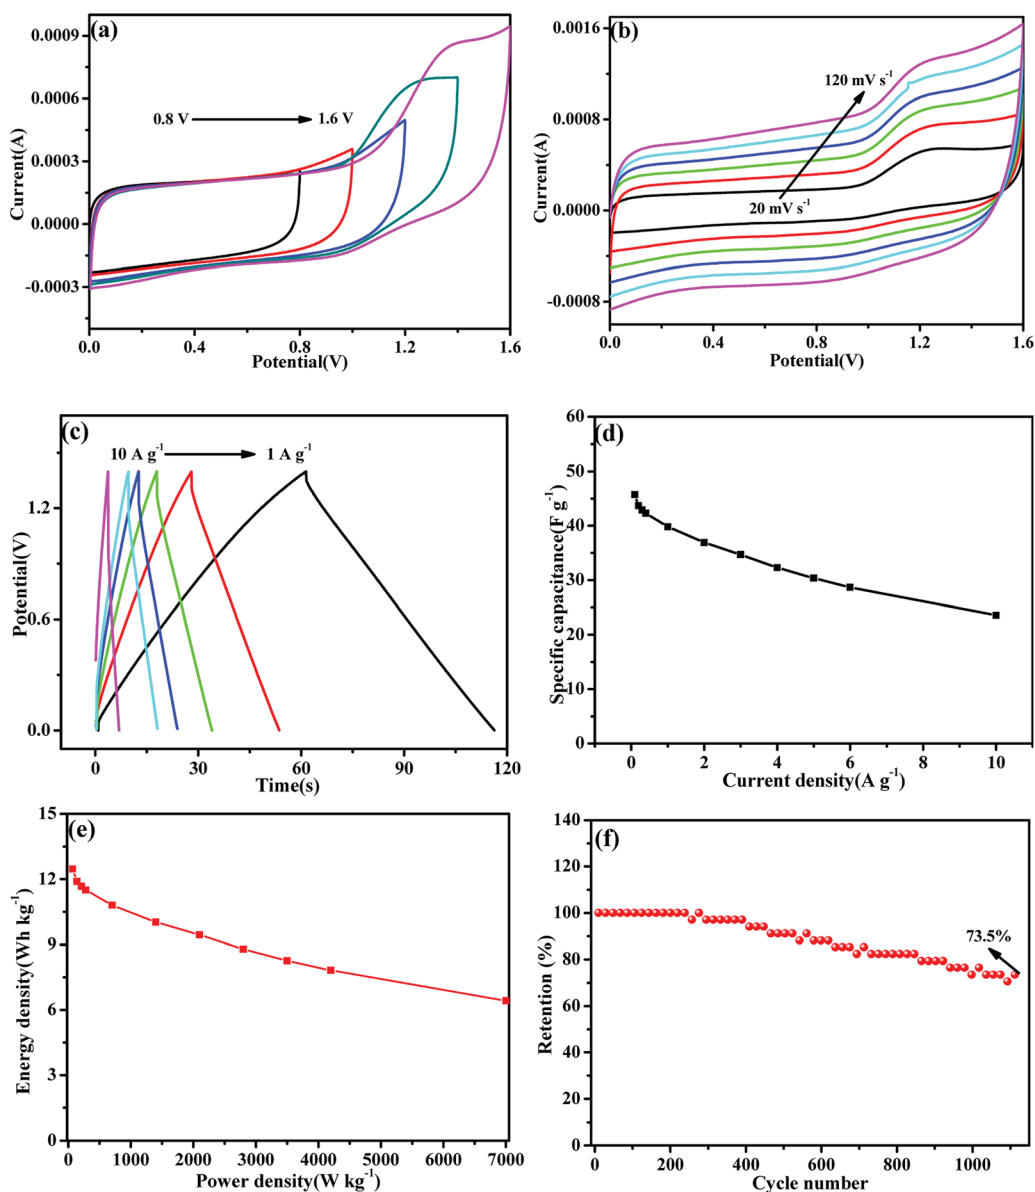 (a)
0.0009
0.0006
0.0003
0.0000
-0.0003
Current(A)
0.8 V
1.6 V
0.0 0.4 0.8 1.2 1.6
Potential(V)
(b)
0.0016
0.0008
0.0000
-0.0008
Current(A)
120 mV s⁻¹
20 mV s⁻¹
0.0 0.4 0.8 1.2 1.6
Potential(V)
(c)
10 A g⁻¹
1 A g⁻¹
1.2
0.6
0.0
Potential(V)
0 30 60 90 120
Time(s)
(d)
60
50
40
30
20
10
0
Specific capacitance(F g⁻¹)
0 2 4 6 8 10
Current density(A g⁻¹)
(e)
15
12
9
6
3
0
Energy density(Wh kg⁻¹)
0 1000 2000 3000 4000 5000 6000 7000
Power density(W kg⁻¹)
(f)
140
120
100
80
60
40
20
0
Retention (%)
73.5%
0 200 400 600 800 1000
Cycle number